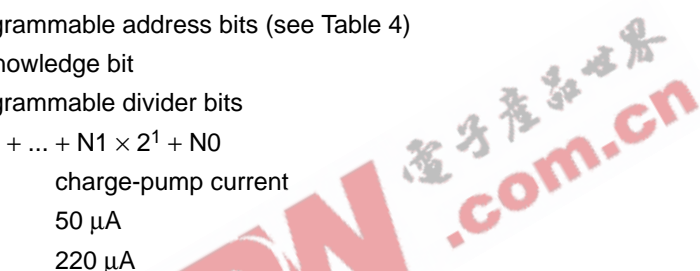 grammable address bits (see Table 4)
nowledge bit
grammable divider bits
+ ... + N1 × 2¹ + N0
charge-pump current
50 μA
220 μA
電子產品世界
.com.cn